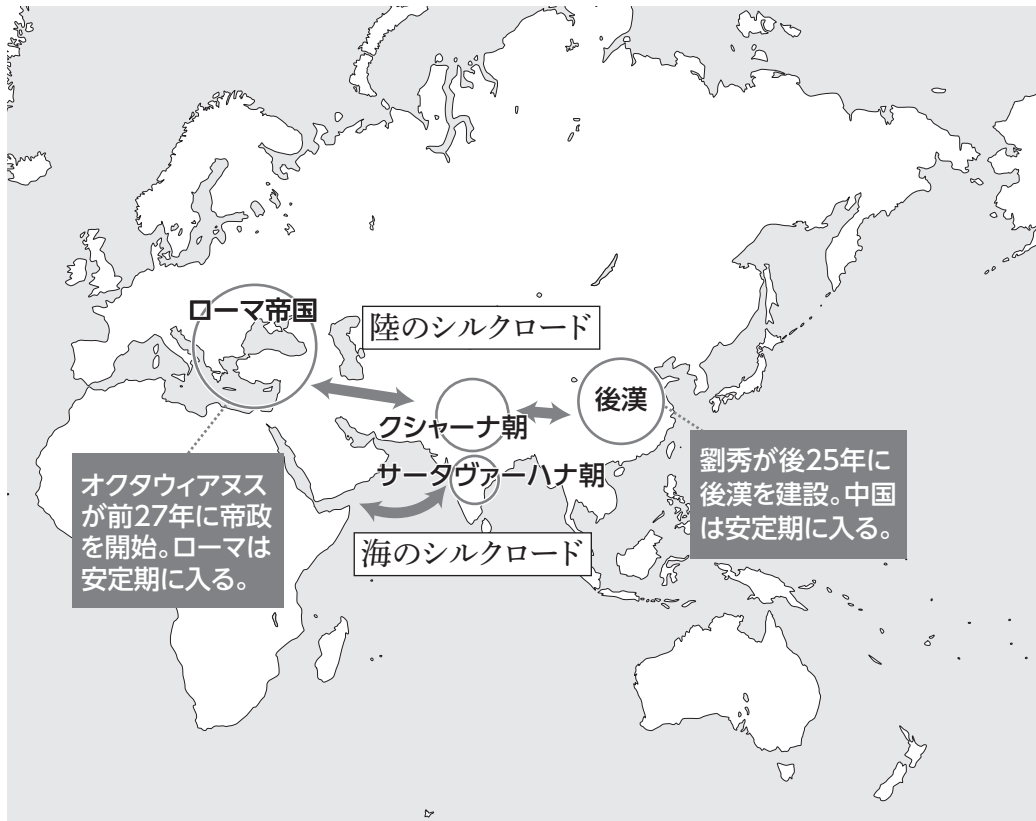 ローマ帝国
陸のシルクロード
後漢
クシャーナ朝
サータヴァーハナ朝
海のシルクロード
オクタウィアヌス
が前27年に帝政
を開始。ローマは
安定期に入る。
劉秀が後25年に
後漢を建設。中国
は安定期に入る。